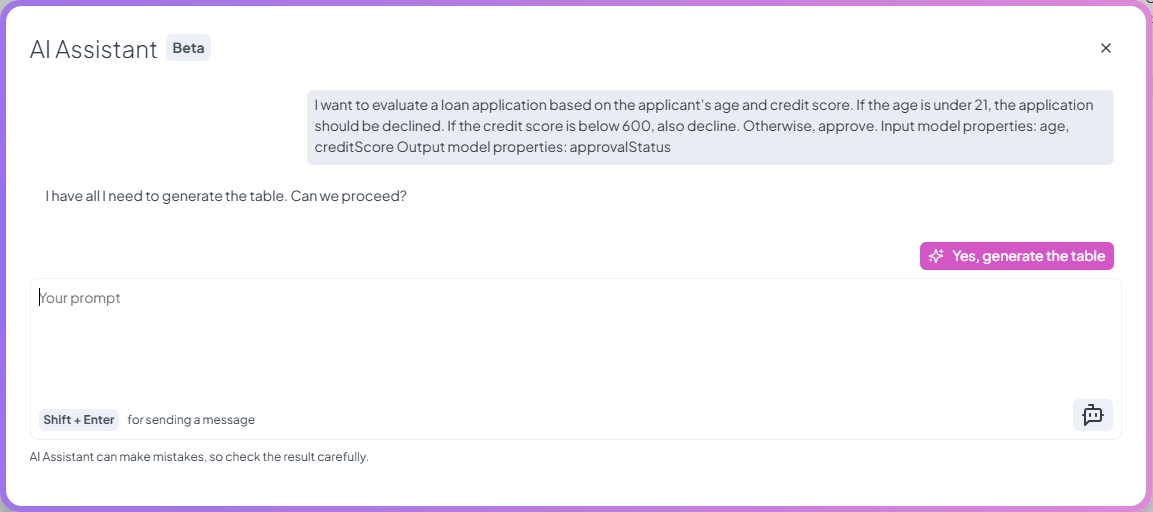 AI Assistant Beta
I want to evaluate a loan application based on the applicant's age and credit score. If the age is under 21, the application
should be declined. If the credit score is below 600, also decline. Otherwise, approve. Input model properties: age,
creditScore Output model properties: approvalStatus
I have all I need to generate the table. Can we proceed?
Yes, generate the table
Your prompt
Shift + Enter for sending a message
AI Assistant can make mistakes, so check the result carefully.